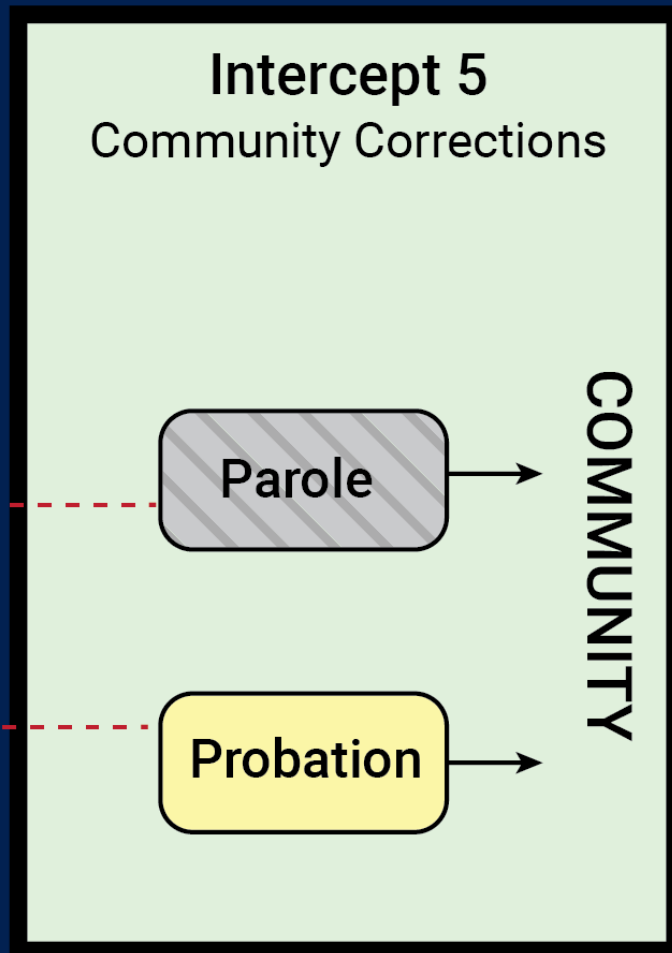 Intercept 5
Community Corrections
Parole
COMMUNITY
Probation